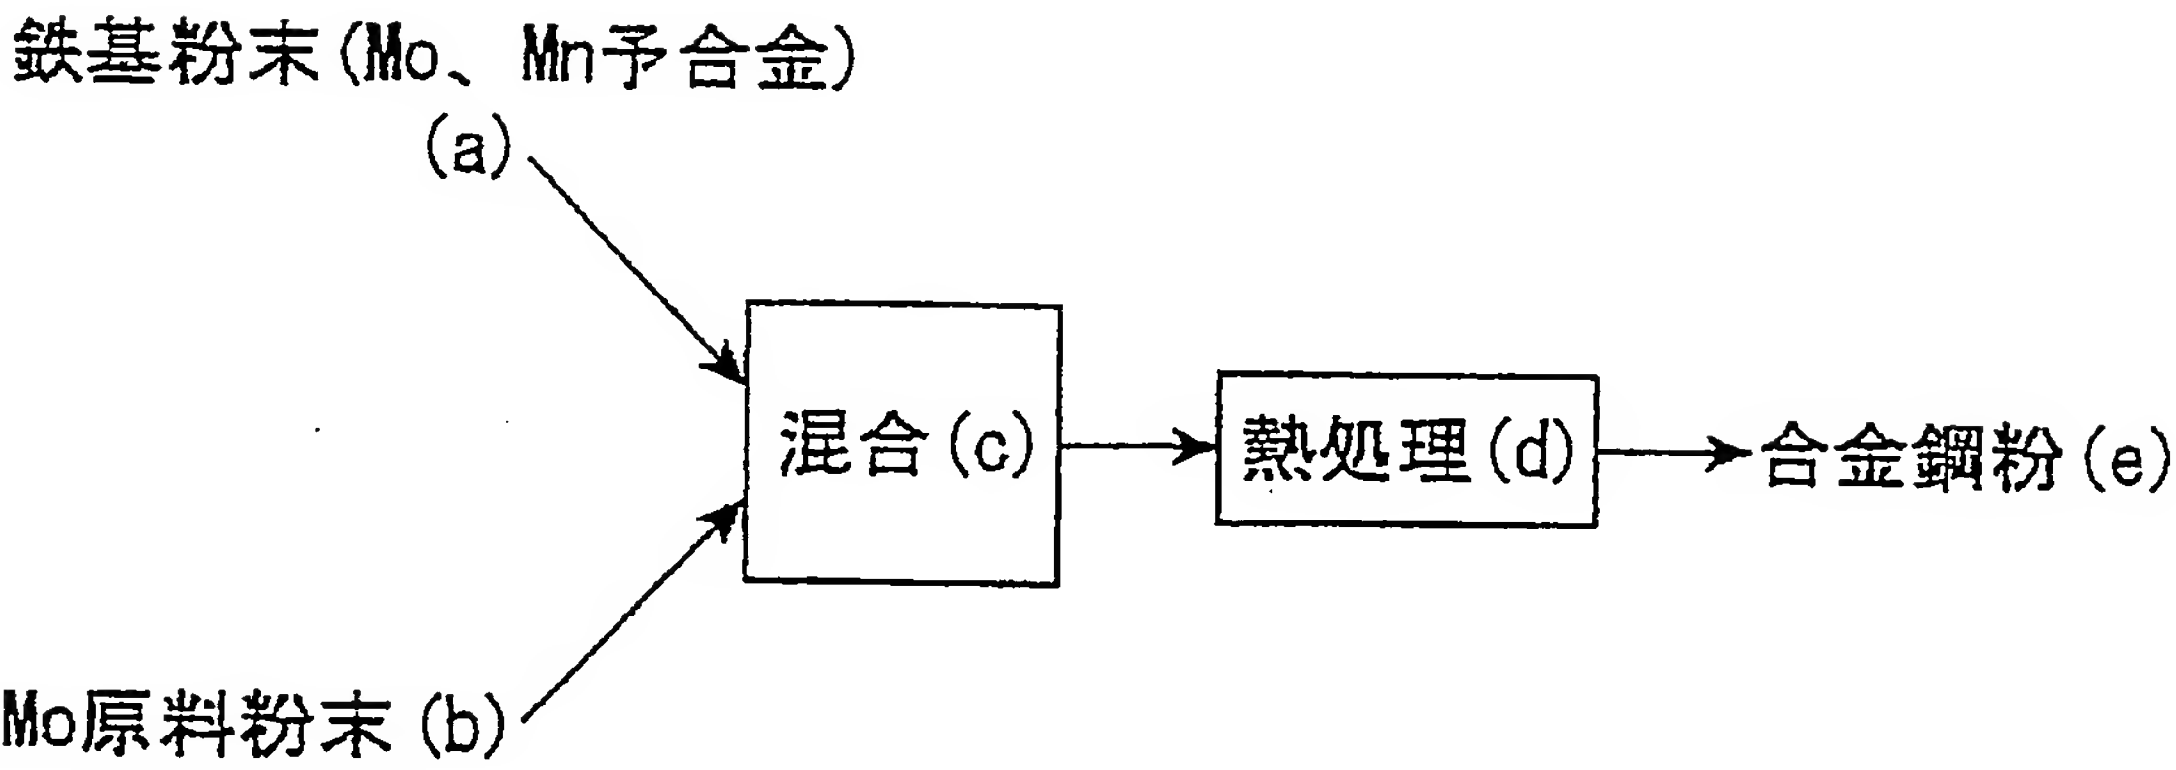 鉄基粉末(Mo、Mn予合金)
(a)
混合(c)
熱処理(d)
合金鋼粉(e)
Mo原料粉末(b)